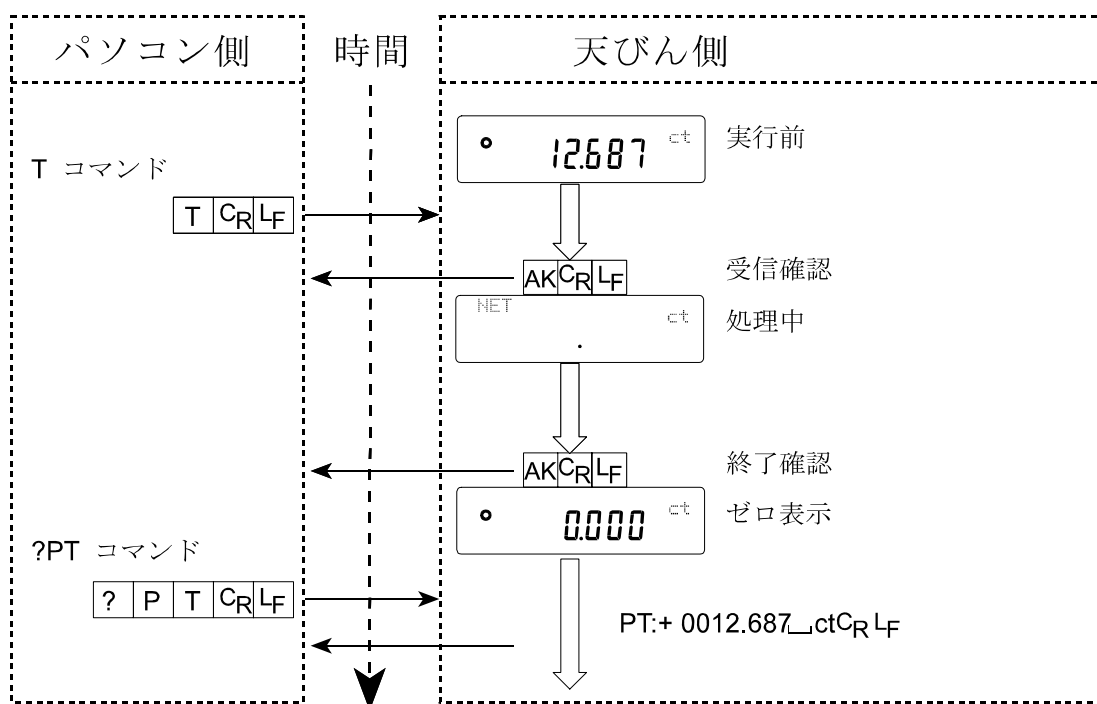 パソコン側 時間 天びん側
12.687 ct 実行前
T コマンド
T CR LF
AK CR LF 受信確認
NET ct 処理中
.
AK CR LF 終了確認
0.000 ct ゼロ表示
?PT コマンド
? P T CR LF
PT:+ 0012.687␣ctCR LF